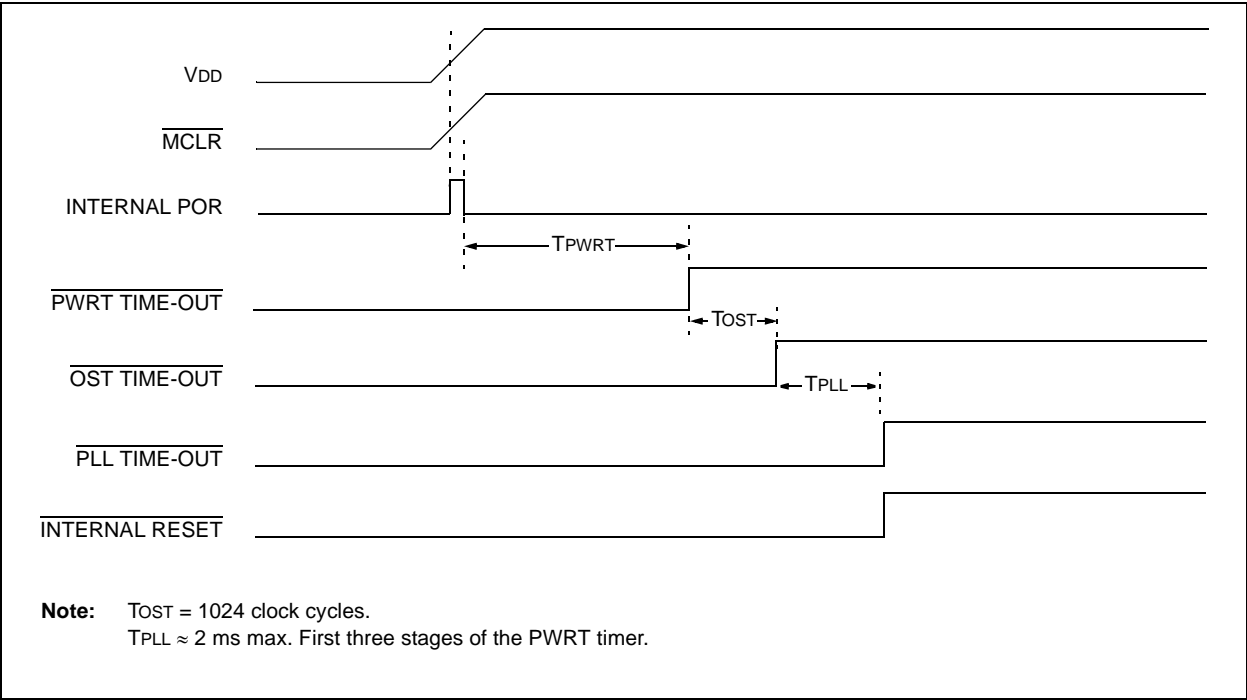 VDD
MCLR
INTERNAL POR
TPWRT
PWRT TIME-OUT
TOST
OST TIME-OUT
TPLL
PLL TIME-OUT
INTERNAL RESET
Note: TOST = 1024 clock cycles.
TPLL ≈ 2 ms max. First three stages of the PWRT timer.